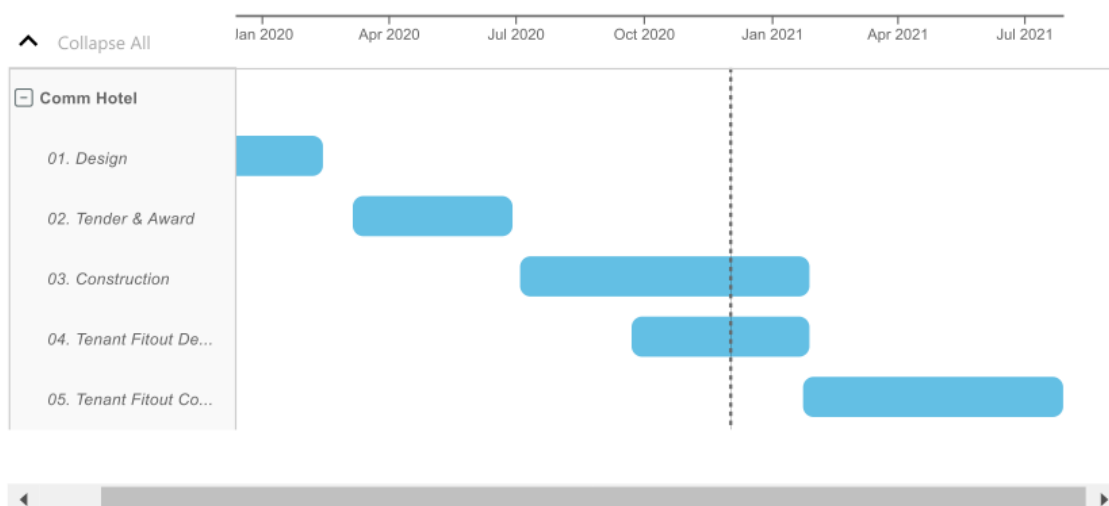 Collapse All
Jan 2020 Apr 2020 Jul 2020 Oct 2020 Jan 2021 Apr 2021 Jul 2021
Comm Hotel
01. Design
02. Tender & Award
03. Construction
04. Tenant Fitout De...
05. Tenant Fitout Co...